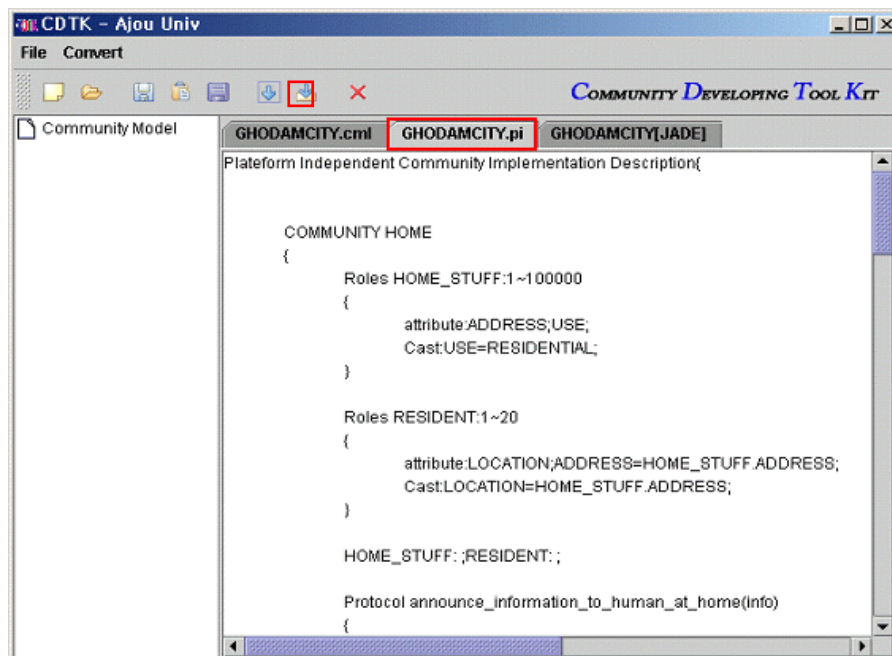 CDTK - Ajou Univ
File Convert
COMMUNITY DEVELOPING TOOL KIT
Community Model
GHODAMCITY.cml GHODAMCITY.pi GHODAMCITY[JADE]
Plateform Independent Community Implementation Description{
COMMUNITY HOME
{
Roles HOME_STUFF:1~100000
{
attribute:ADDRESS;USE;
Cast:USE=RESIDENTIAL;
}
Roles RESIDENT:1~20
{
attribute:LOCATION;ADDRESS=HOME_STUFF.ADDRESS;
Cast:LOCATION=HOME_STUFF.ADDRESS;
}
HOME_STUFF: ;RESIDENT: ;
Protocol announce_information_to_human_at_home(info)
{